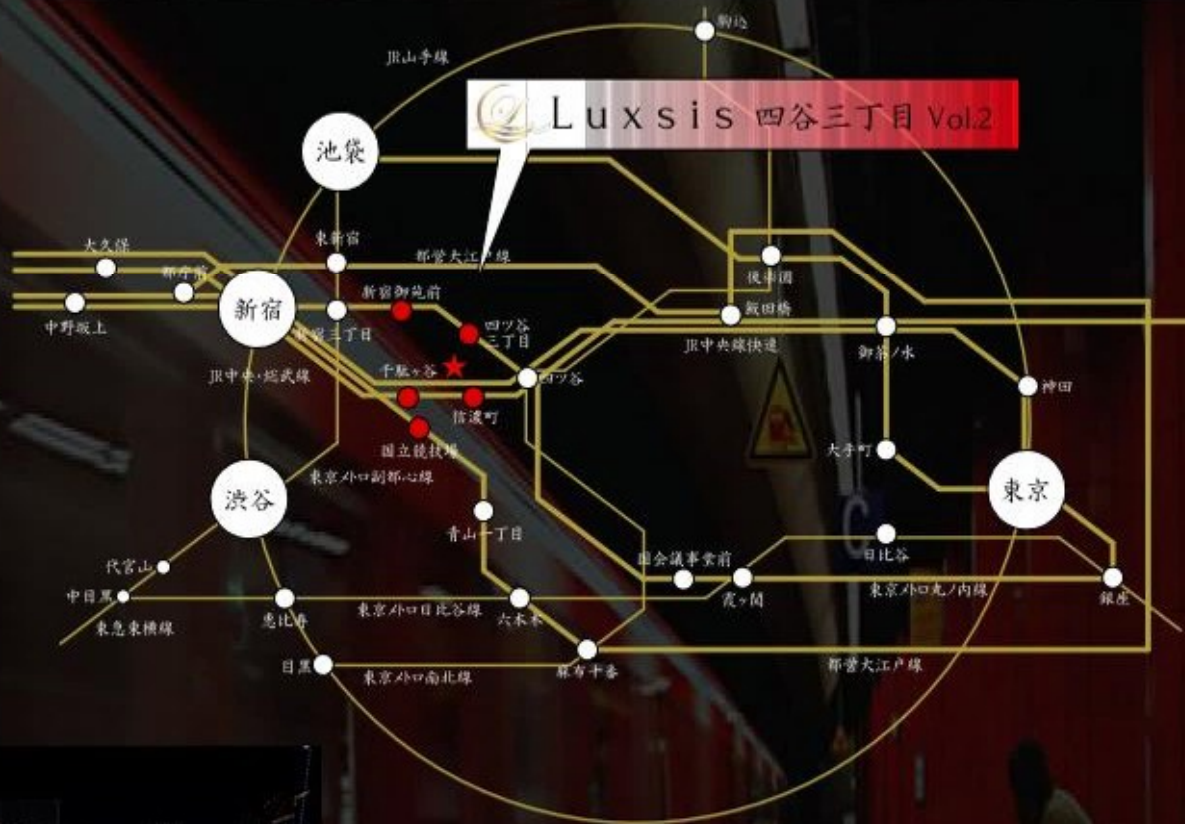 駒込
JR山手線
Luxsis 四谷三丁目 Vol.2
池袋
東新宿
大久保
都営大江戸線
後楽園
都庁前
新宿
新宿御苑前
飯田橋
中野坂上
新宿三丁目
四ツ谷
三丁目
JR中央線快速
御茶ノ水
JR中央・総武線
千駄ヶ谷
四ツ谷
神田
信濃町
国立競技場
大手町
東京メトロ副都心線
渋谷
東京
青山一丁目
国会議事堂前
日比谷
代官山
中目黒
東急東横線
恵比寿
東京メトロ日比谷線
六本木
霞ヶ関
東京メトロ丸ノ内線
銀座
目黒
東京メトロ南北線
麻布十番
都営大江戸線